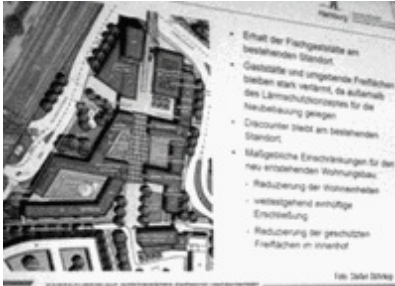 Hamburg
• Erhalt der Fischgaststätte am
bestehenden Standort
• Gaststätte und umgebende Freiflächen
bleiben stark verlärmt, da außerhalb
des Lärmschutzkonzeptes für die
Neubebauung gelegen
• Discounter bleibt am bestehenden
Standort
• Maßgebliche Einschränkungen für den
neu entstehenden Wohnungsbau:
- Reduzierung der Wohneinheiten
- weitestgehend einhüftige
Erschließung
- Reduzierung der geschützten
Freiflächen im Innenhof
Foto: Stefan